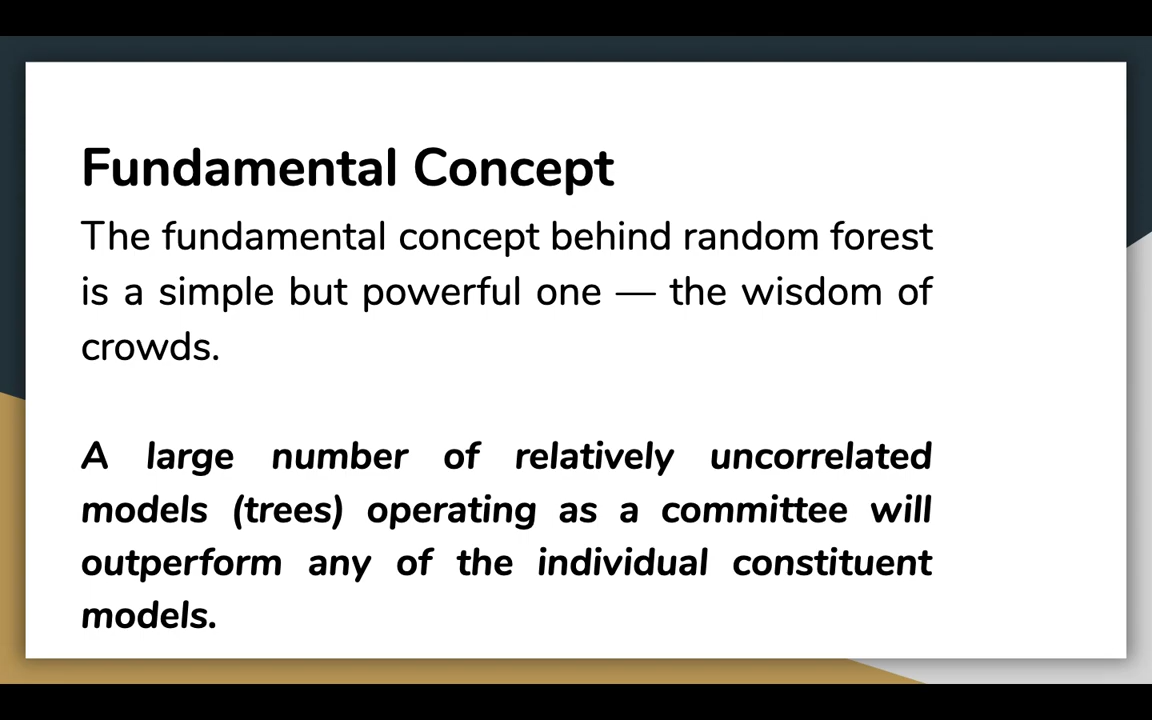 Fundamental Concept
The fundamental concept behind random forest
is a simple but powerful one — the wisdom of
crowds.
A large number of relatively uncorrelated
models (trees) operating as a committee will
outperform any of the individual constituent
models.